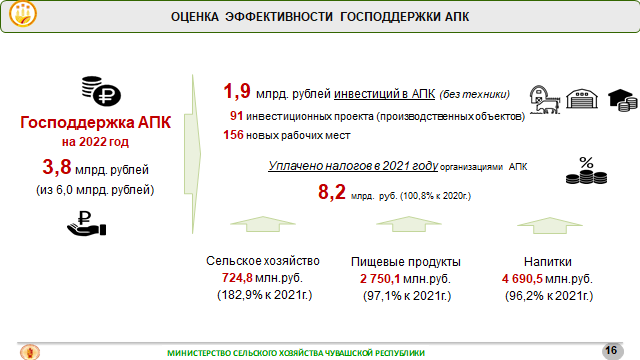 ОЦЕНКА ЭФФЕКТИВНОСТИ ГОСПОДДЕРЖКИ АПК
Господдержка АПК
на 2022 год
3,8 млрд. рублей
(из 6,0 млрд. рублей)
1,9 млрд. рублей инвестиций в АПК (без техники)
91 инвестиционных проекта (производственных объектов)
156 новых рабочих мест
Уплачено налогов в 2021 году организациями АПК
8,2 млрд. руб. (100,8% к 2020г.)
%
Сельское хозяйство
724,8 млн.руб.
(182,9% к 2021г.)
Пищевые продукты
2 750,1 млн.руб.
(97,1% к 2021г.)
Напитки
4 690,5 млн.руб.
(96,2% к 2021г.)
МИНИСТЕРСТВО СЕЛЬСКОГО ХОЗЯЙСТВА ЧУВАШСКОЙ РЕСПУБЛИКИ
16